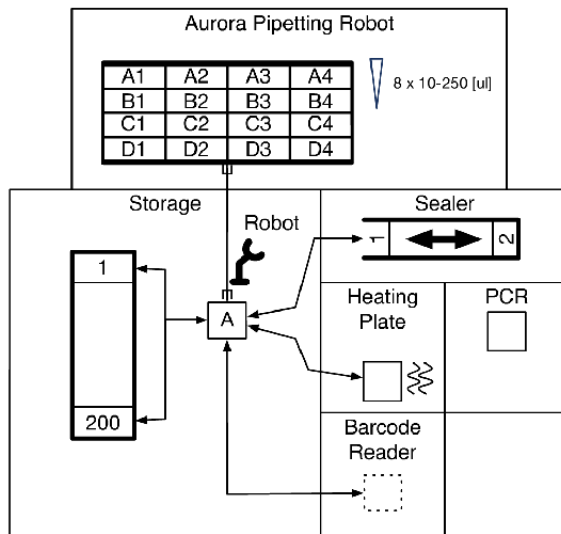 Aurora Pipetting Robot
A1 A2 A3 A4
B1 B2 B3 B4
C1 C2 C3 C4
D1 D2 D3 D4
8 x 10-250 [ul]
Storage
Robot
Sealer
1
2
1
200
A
Heating
Plate
PCR
Barcode
Reader